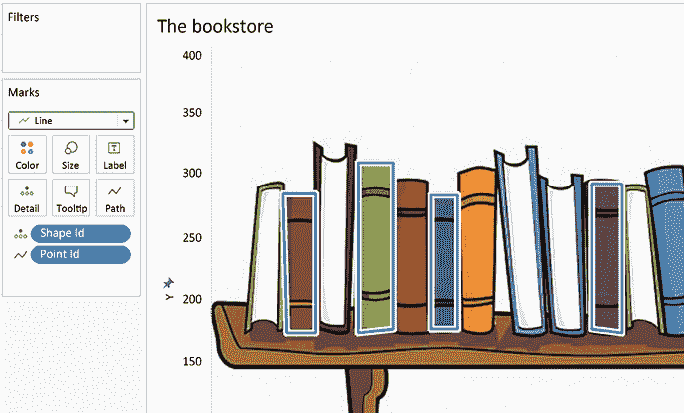 Filters
The bookstore
Marks
Line
Color Size Label
Detail Tooltip Path
Shape Id
Point Id
400
350
300
250
200
150
Y